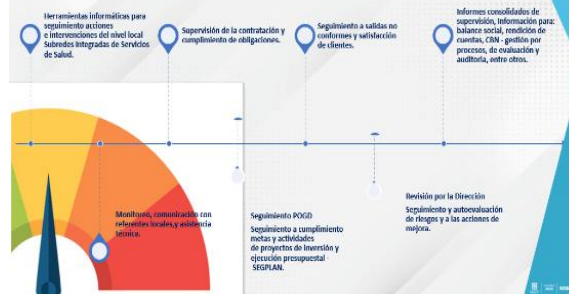 Herramientas informáticas para
seguimiento acciones
e intervenciones del nivel local
Subredes Integradas de Servicios
de Salud.
Supervisión de la contratación y
cumplimiento de obligaciones.
Seguimiento a salidas no
conformes y satisfacción
de clientes.
Informes consolidados de
supervisión, Información para:
balance social, rendición de
cuentas, CBN - gestión por
procesos, de evaluación y
auditoria, entre otros.
Monitoreo, comunicación con
referentes locales,y asistencia
técnica.
Seguimiento POGD
Seguimiento a cumplimiento
metas y actividades
de proyectos de inversión y
ejecución presupuestal -
SEGPLAN.
Revisión por la Dirección
Seguimiento y autoevaluación
de riesgos y a las acciones de
mejora.